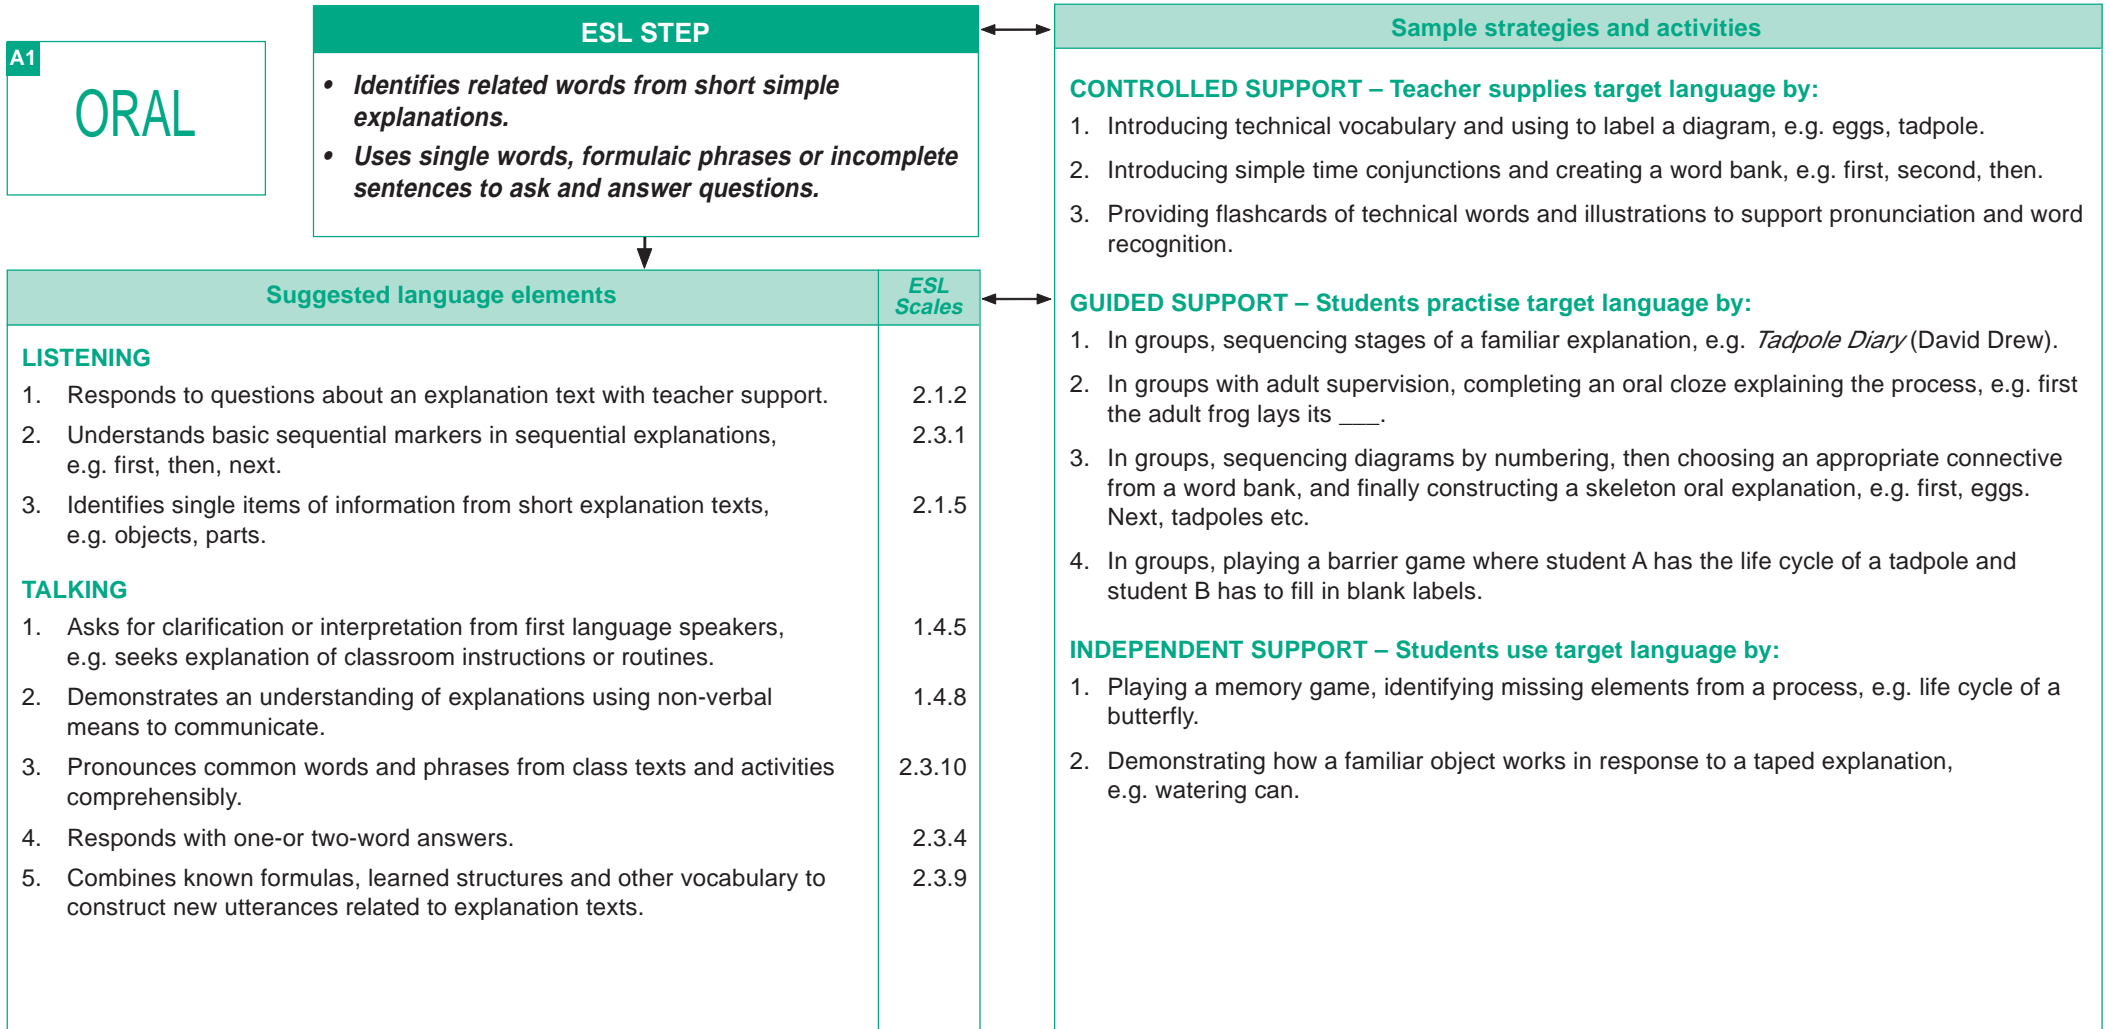 A1
ORAL
ESL STEP
• Identifies related words from short simple
explanations.
• Uses single words, formulaic phrases or incomplete
sentences to ask and answer questions.
Suggested language elements
ESL
Scales
LISTENING
1. Responds to questions about an explanation text with teacher support. 2.1.2
2. Understands basic sequential markers in sequential explanations, 2.3.1
e.g. first, then, next.
3. Identifies single items of information from short explanation texts, 2.1.5
e.g. objects, parts.
TALKING
1. Asks for clarification or interpretation from first language speakers, 1.4.5
e.g. seeks explanation of classroom instructions or routines.
2. Demonstrates an understanding of explanations using non-verbal 1.4.8
means to communicate.
3. Pronounces common words and phrases from class texts and activities 2.3.10
comprehensibly.
4. Responds with one-or two-word answers. 2.3.4
5. Combines known formulas, learned structures and other vocabulary to 2.3.9
construct new utterances related to explanation texts.
Sample strategies and activities
CONTROLLED SUPPORT – Teacher supplies target language by:
1. Introducing technical vocabulary and using to label a diagram, e.g. eggs, tadpole.
2. Introducing simple time conjunctions and creating a word bank, e.g. first, second, then.
3. Providing flashcards of technical words and illustrations to support pronunciation and word
recognition.
GUIDED SUPPORT – Students practise target language by:
1. In groups, sequencing stages of a familiar explanation, e.g. Tadpole Diary (David Drew).
2. In groups with adult supervision, completing an oral cloze explaining the process, e.g. first
the adult frog lays its ___.
3. In groups, sequencing diagrams by numbering, then choosing an appropriate connective
from a word bank, and finally constructing a skeleton oral explanation, e.g. first, eggs.
Next, tadpoles etc.
4. In groups, playing a barrier game where student A has the life cycle of a tadpole and
student B has to fill in blank labels.
INDEPENDENT SUPPORT – Students use target language by:
1. Playing a memory game, identifying missing elements from a process, e.g. life cycle of a
butterfly.
2. Demonstrating how a familiar object works in response to a taped explanation,
e.g. watering can.